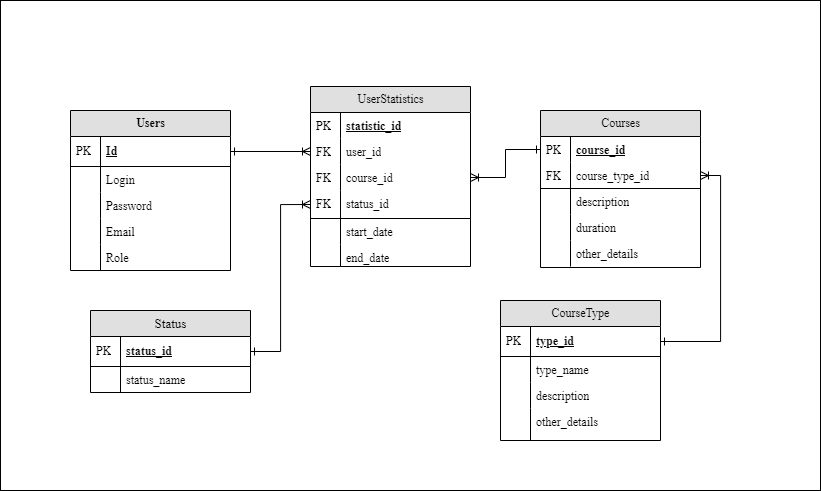 Users
PK Id
Login
Password
Email
Role
UserStatistics
PK statistic_id
FK user_id
FK course_id
FK status_id
start_date
end_date
Courses
PK course_id
FK course_type_id
description
duration
other_details
Status
PK status_id
status_name
CourseType
PK type_id
type_name
description
other_details